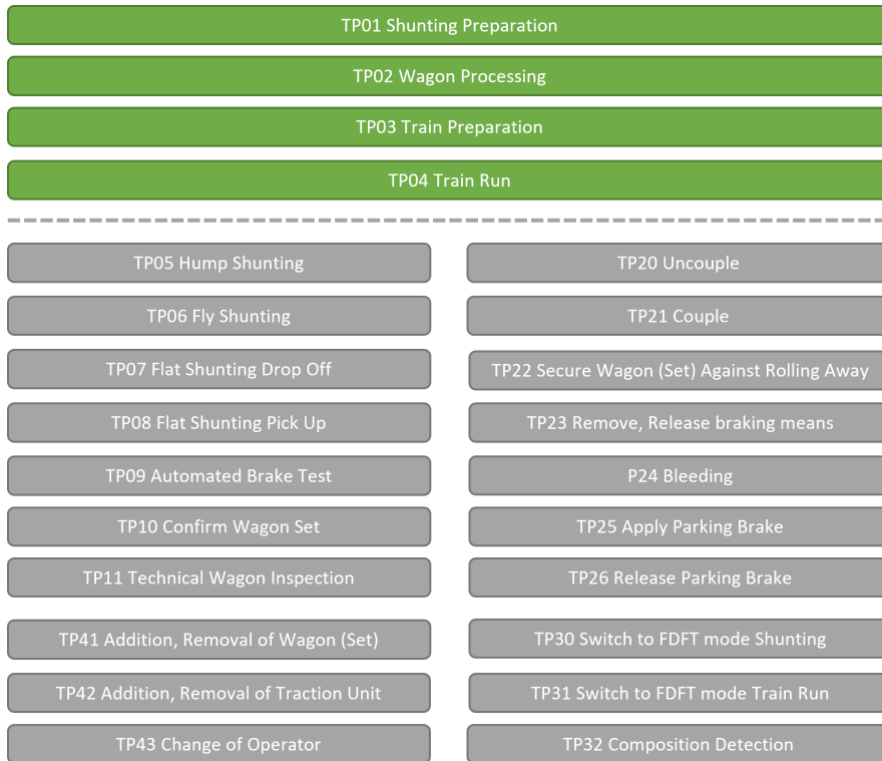 TP01 Shunting Preparation
TP02 Wagon Processing
TP03 Train Preparation
TP04 Train Run
TP05 Hump Shunting
TP06 Fly Shunting
TP07 Flat Shunting Drop Off
TP08 Flat Shunting Pick Up
TP09 Automated Brake Test
TP10 Confirm Wagon Set
TP11 Technical Wagon Inspection
TP41 Addition, Removal of Wagon (Set)
TP42 Addition, Removal of Traction Unit
TP43 Change of Operator
TP20 Uncouple
TP21 Couple
TP22 Secure Wagon (Set) Against Rolling Away
TP23 Remove, Release braking means
P24 Bleeding
TP25 Apply Parking Brake
TP26 Release Parking Brake
TP30 Switch to FDFT mode Shunting
TP31 Switch to FDFT mode Train Run
TP32 Composition Detection